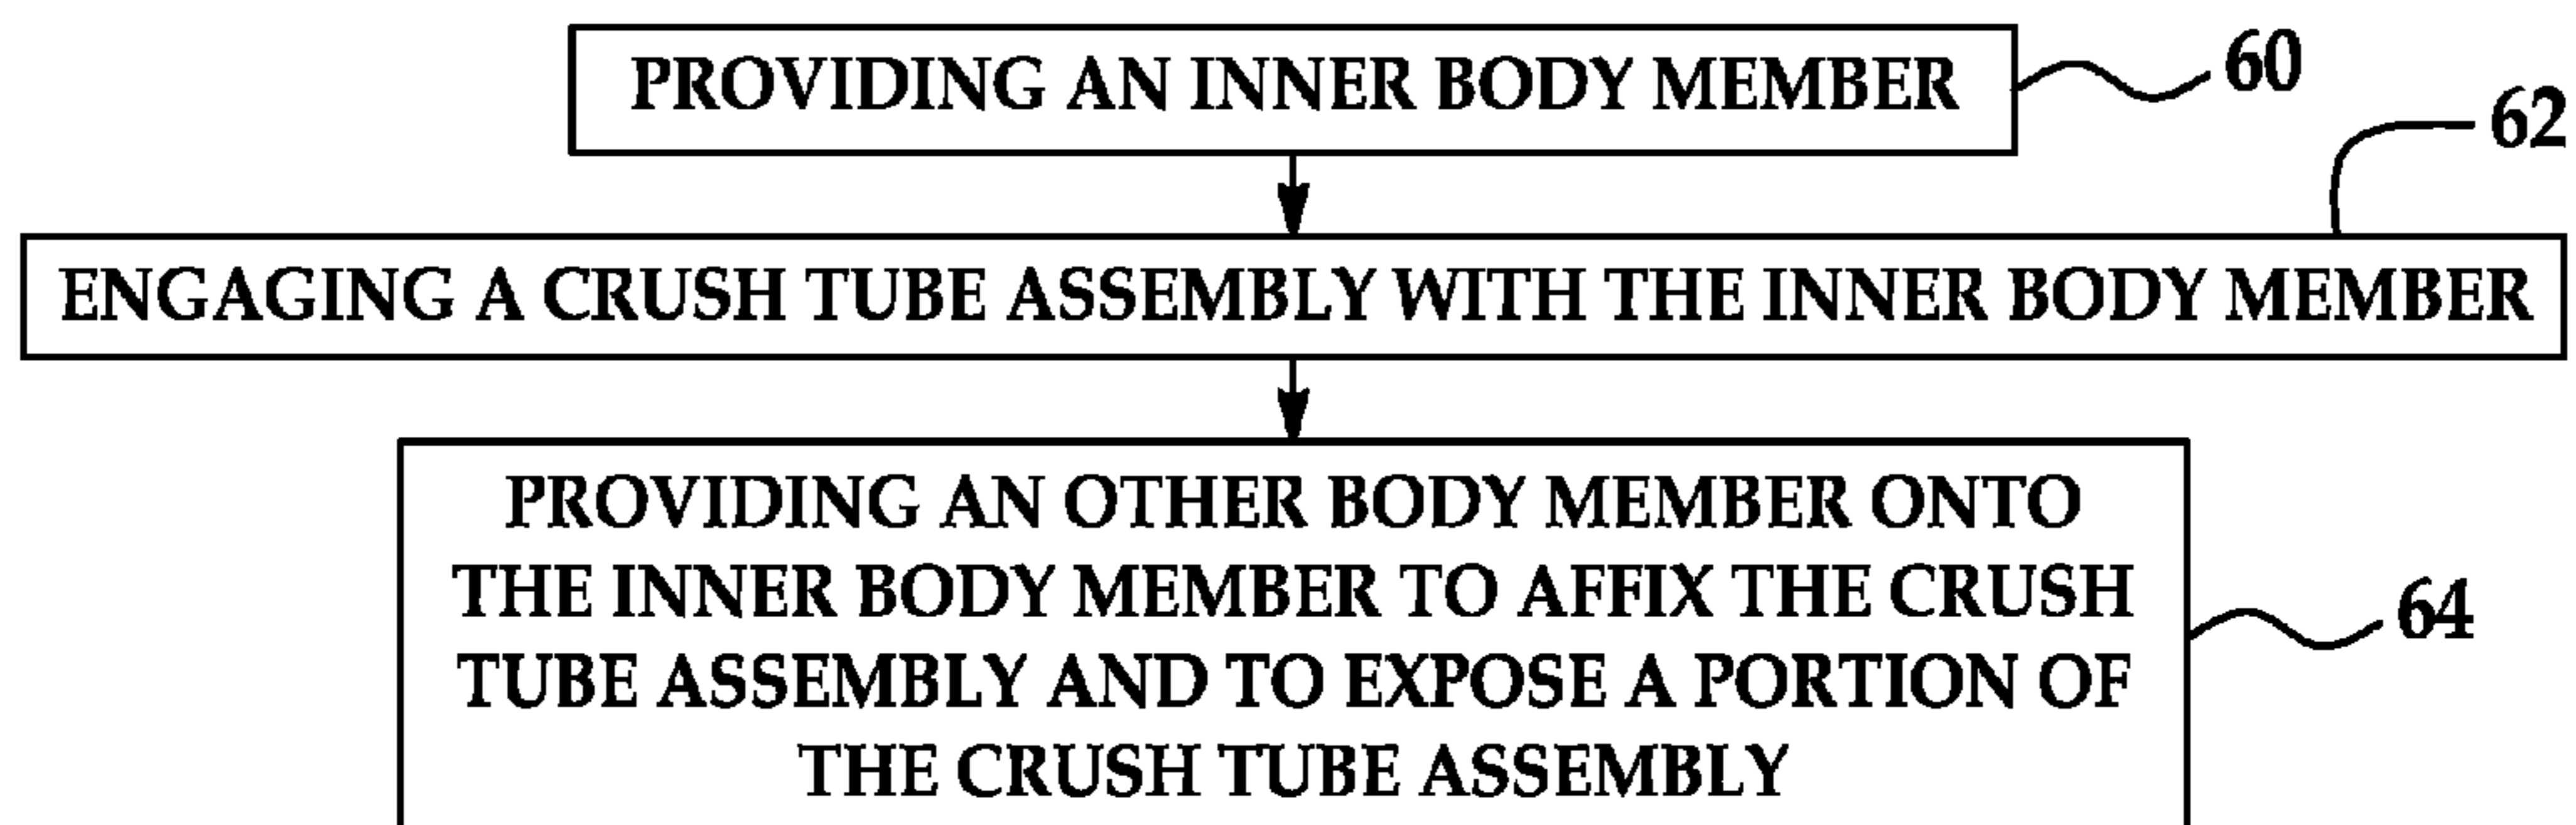 PROVIDING AN INNER BODY MEMBER
60
62
ENGAGING A CRUSH TUBE ASSEMBLY WITH THE INNER BODY MEMBER
PROVIDING AN OTHER BODY MEMBER ONTO
THE INNER BODY MEMBER TO AFFIX THE CRUSH
TUBE ASSEMBLY AND TO EXPOSE A PORTION OF
THE CRUSH TUBE ASSEMBLY
64